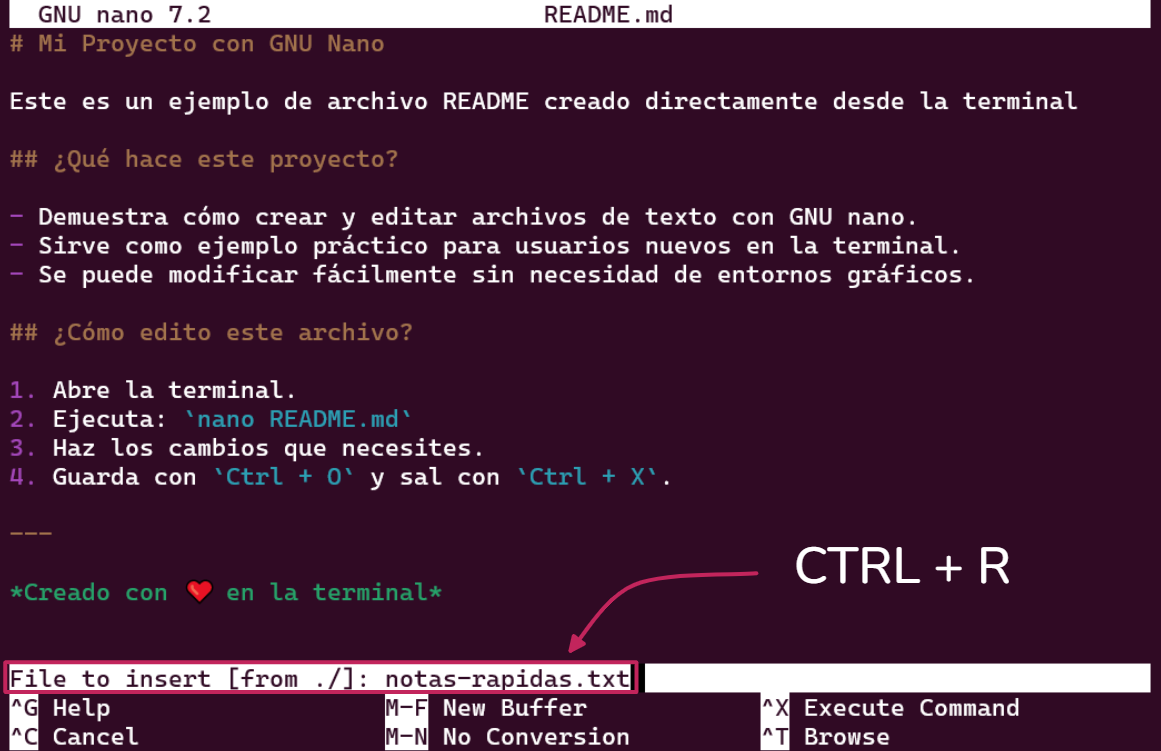 GNU nano 7.2 README.md
# Mi Proyecto con GNU Nano
Este es un ejemplo de archivo README creado directamente desde la terminal
## ¿Qué hace este proyecto?
- Demuestra cómo crear y editar archivos de texto con GNU nano.
- Sirve como ejemplo práctico para usuarios nuevos en la terminal.
- Se puede modificar fácilmente sin necesidad de entornos gráficos.
## ¿Cómo edito este archivo?
1. Abre la terminal.
2. Ejecuta: `nano README.md`
3. Haz los cambios que necesites.
4. Guarda con `Ctrl + O` y sal con `Ctrl + X`.
---
CTRL + R
*Creado con ❤️ en la terminal*
File to insert [from ./]: notas-rapidas.txt
^G Help M-F New Buffer ^X Execute Command
^C Cancel M-N No Conversion ^T Browse